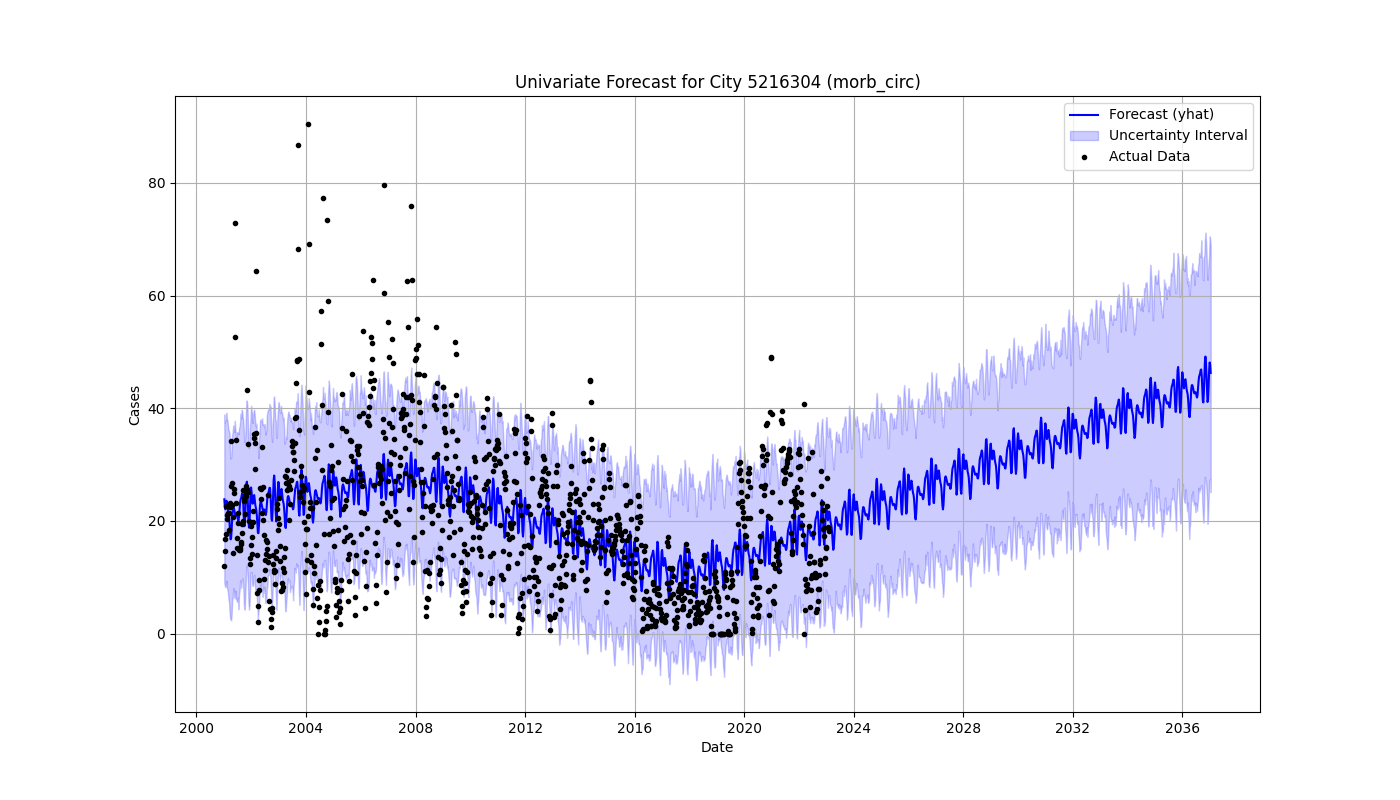 Univariate Forecast for City 5216304 (morb_circ)
Forecast (yhat)
Uncertainty Interval
Actual Data
Cases
80
60
40
20
0
2000 2004 2008 2012 2016 2020 2024 2028 2032 2036
Date